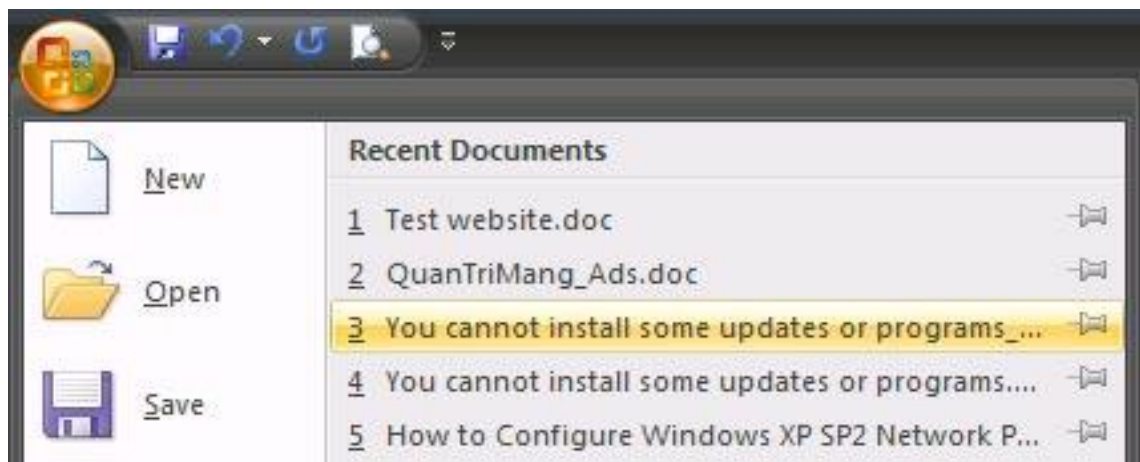 New
Open
Save
Recent Documents
1 Test website.doc
2 QuanTriMang_Ads.doc
3 You cannot install some updates or programs_...
4 You cannot install some updates or programs....
5 How to Configure Windows XP SP2 Network P...